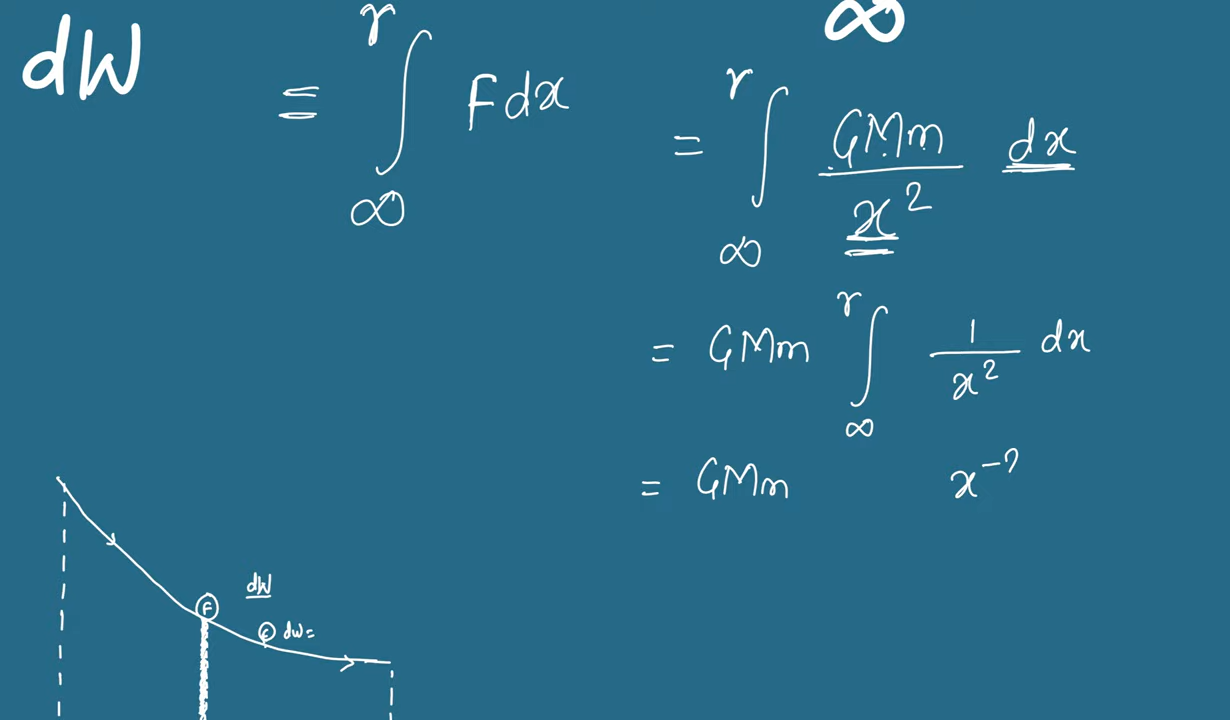 dW = ∫_∞^r F dx
∞
= ∫_∞^r GMm / x² dx
= GMm ∫_∞^r 1 / x² dx
= GMm x⁻²
dW
F
dw=